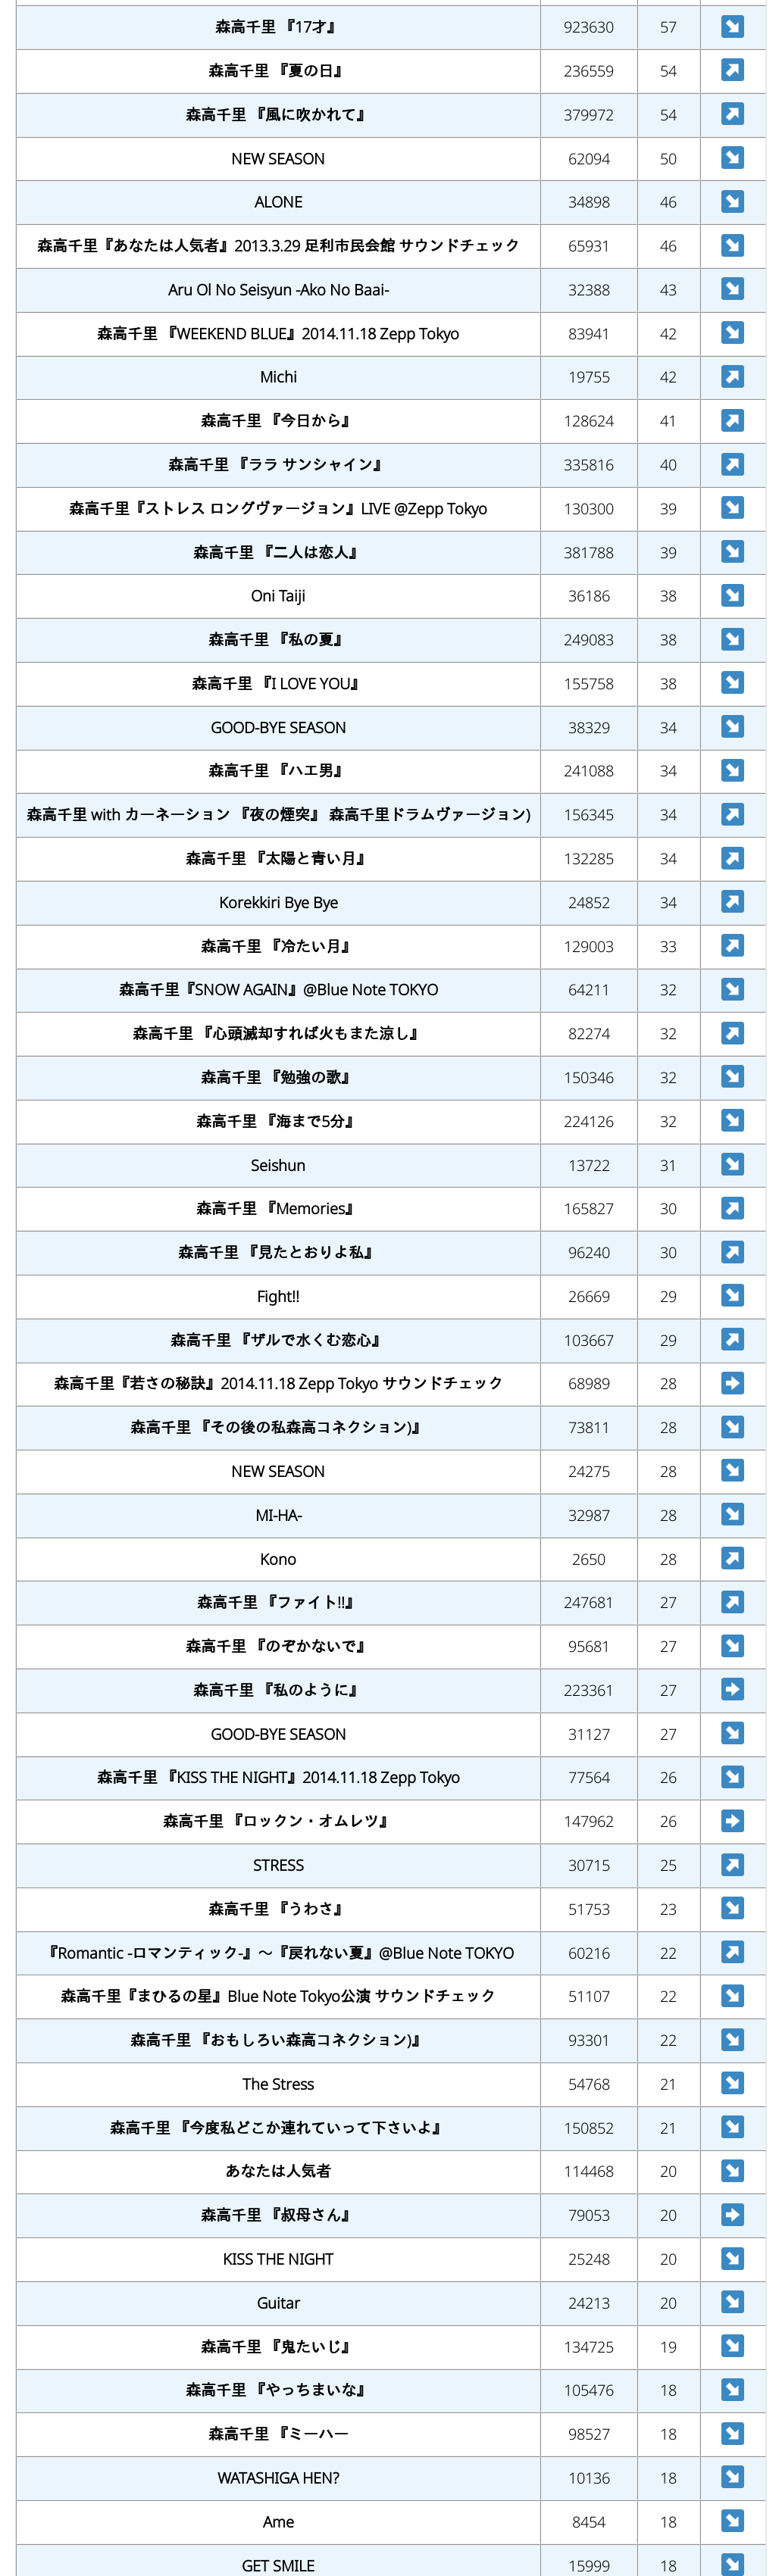 森高千里 『17才』 923630 57 ↘
森高千里 『夏の日』 236559 54 ↗
森高千里 『風に吹かれて』 379972 54 ↗
NEW SEASON 62094 50 ↘
ALONE 34898 46 ↘
森高千里『あなたは人気者』2013.3.29 足利市民会館 サウンドチェック 65931 46 ↘
Aru Ol No Seisyun -Ako No Baai- 32388 43 ↘
森高千里 『WEEKEND BLUE』2014.11.18 Zepp Tokyo 83941 42 ↘
Michi 19755 42 ↗
森高千里 『今日から』 128624 41 ↗
森高千里 『ララ サンシャイン』 335816 40 ↗
森高千里『ストレス ロングヴァージョン』LIVE @Zepp Tokyo 130300 39 ↘
森高千里 『二人は恋人』 381788 39 ↘
Oni Taiji 36186 38 ↘
森高千里 『私の夏』 249083 38 ↘
森高千里 『I LOVE YOU』 155758 38 ↘
GOOD-BYE SEASON 38329 34 ↘
森高千里 『ハエ男』 241088 34 ↘
森高千里 with カーネーション 『夜の煙突』 森高千里ドラムヴァージョン) 156345 34 ↗
森高千里 『太陽と青い月』 132285 34 ↗
Korekkiri Bye Bye 24852 34 ↗
森高千里 『冷たい月』 129003 33 ↗
森高千里『SNOW AGAIN』@Blue Note TOKYO 64211 32 ↘
森高千里 『心頭滅却すれば火もまた涼し』 82274 32 ↗
森高千里 『勉強の歌』 150346 32 ↘
森高千里 『海まで5分』 224126 32 ↘
Seishun 13722 31 ↘
森高千里 『Memories』 165827 30 ↗
森高千里 『見たとおりよ私』 96240 30 ↗
Fight!! 26669 29 ↘
森高千里 『ザルで水くむ恋心』 103667 29 ↗
森高千里『若さの秘訣』2014.11.18 Zepp Tokyo サウンドチェック 68989 28 ➡
森高千里 『その後の私森高コネクション)』 73811 28 ↘
NEW SEASON 24275 28 ↘
MI-HA- 32987 28 ↘
Kono 2650 28 ↗
森高千里 『ファイト!!』 247681 27 ↗
森高千里 『のぞかないで』 95681 27 ↘
森高千里 『私のように』 223361 27 ➡
GOOD-BYE SEASON 31127 27 ↘
森高千里 『KISS THE NIGHT』2014.11.18 Zepp Tokyo 77564 26 ↘
森高千里 『ロックン・オムレツ』 147962 26 ➡
STRESS 30715 25 ↗
森高千里 『うわさ』 51753 23 ↘
『Romantic -ロマンティック-』～『戻れない夏』@Blue Note TOKYO 60216 22 ↗
森高千里『まひるの星』Blue Note Tokyo公演 サウンドチェック 51107 22 ↘
森高千里 『おもしろい森高コネクション)』 93301 22 ↘
The Stress 54768 21 ↘
森高千里 『今度私どこか連れていって下さいよ』 150852 21 ↘
あなたは人気者 114468 20 ↘
森高千里 『叔母さん』 79053 20 ➡
KISS THE NIGHT 25248 20 ↘
Guitar 24213 20 ↘
森高千里 『鬼たいじ』 134725 19 ↘
森高千里 『やっちまいな』 105476 18 ↘
森高千里 『ミーハー 98527 18 ↘
WATASHIGA HEN? 10136 18 ↘
Ame 8454 18 ↘
GET SMILE 15999 18 ↘